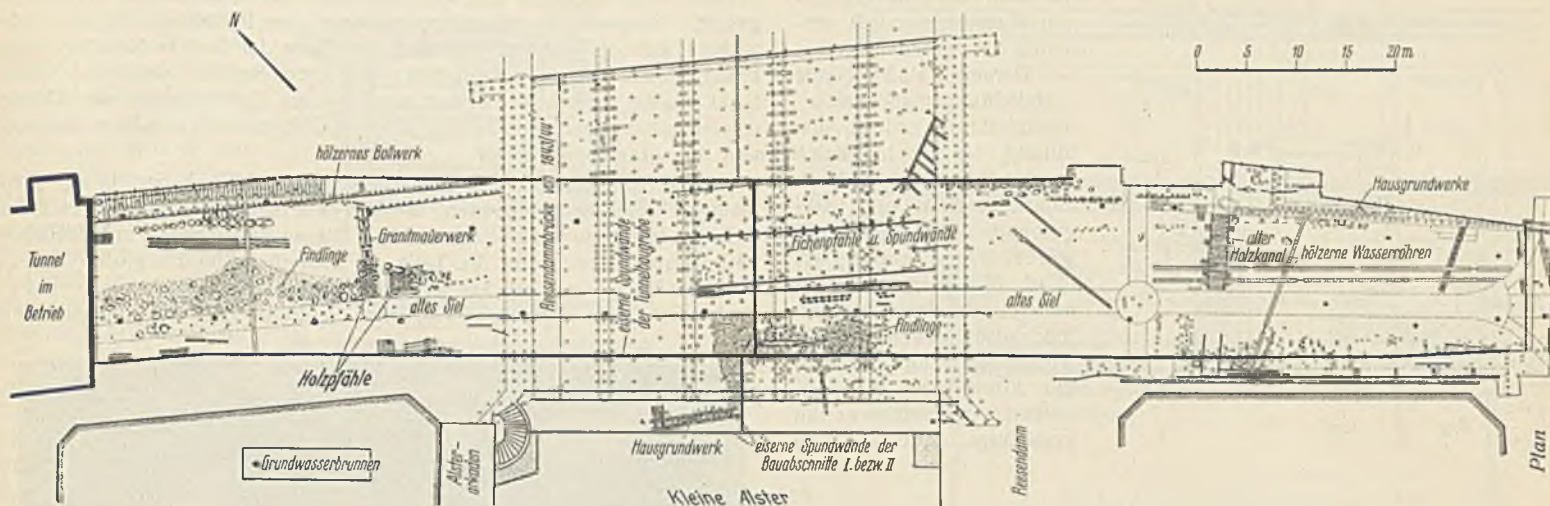 N
0 5 10 15 20 m.
hölzernes Bollwerk
Reesendammbrücke von 1843/44
eiserne Spundwände
der Tunnelbaugrube
Hausgrundwerke
Granitmauerwerk
Eichenpfähle u. Spundwände
alter
Holzkanal
hölzerne Wasserröhren
Tunnel
im
Betrieb
Findlinge
altes Siel
altes Siel
Findlinge
Holzpfähle
Hausgrundwerk
eiserne Spundwände der
Bauabschnitte I. bezw. II
Grundwasserbrunnen
Alster-
arkaden
Reesendamm
Plan
Kleine Alster